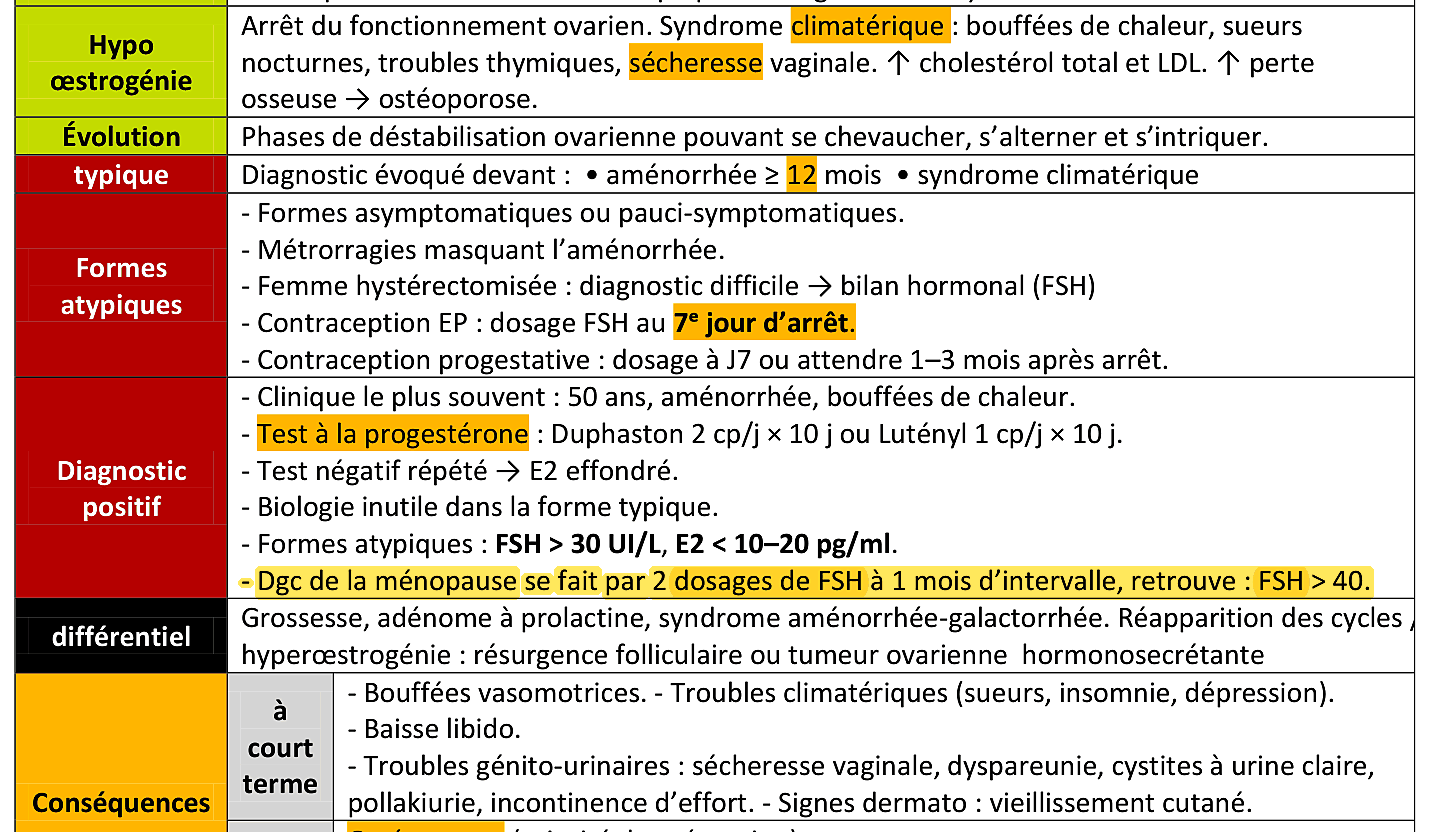 Hypo
œstrogénie
Arrêt du fonctionnement ovarien. Syndrome climatérique : bouffées de chaleur, sueurs
nocturnes, troubles thymiques, sécheresse vaginale. ↑ cholestérol total et LDL. ↑ perte
osseuse → ostéoporose.
Évolution
Phases de déstabilisation ovarienne pouvant se chevaucher, s’alterner et s’intriquer.
typique
Diagnostic évoqué devant : • aménorrhée ≥ 12 mois • syndrome climatérique
Formes
atypiques
- Formes asymptomatiques ou pauci-symptomatiques.
- Métrorragies masquant l’aménorrhée.
- Femme hystérectomisée : diagnostic difficile → bilan hormonal (FSH)
- Contraception EP : dosage FSH au 7e jour d’arrêt.
- Contraception progestative : dosage à J7 ou attendre 1–3 mois après arrêt.
Diagnostic
positif
- Clinique le plus souvent : 50 ans, aménorrhée, bouffées de chaleur.
- Test à la progestérone : Duphaston 2 cp/j × 10 j ou Lutényl 1 cp/j × 10 j.
- Test négatif répété → E2 effondré.
- Biologie inutile dans la forme typique.
- Formes atypiques : FSH > 30 UI/L, E2 < 10–20 pg/ml.
- Dgc de la ménopause se fait par 2 dosages de FSH à 1 mois d’intervalle, retrouve : FSH > 40.
différentiel
Grossesse, adénome à prolactine, syndrome aménorrhée-galactorrhée. Réapparition des cycles /
hyperœstrogénie : résurgence folliculaire ou tumeur ovarienne hormonosecrétante
Conséquences
à
court
terme
- Bouffées vasomotrices. - Troubles climatériques (sueurs, insomnie, dépression).
- Baisse libido.
- Troubles génito-urinaires : sécheresse vaginale, dyspareunie, cystites à urine claire,
pollakiurie, incontinence d’effort. - Signes dermato : vieillissement cutané.